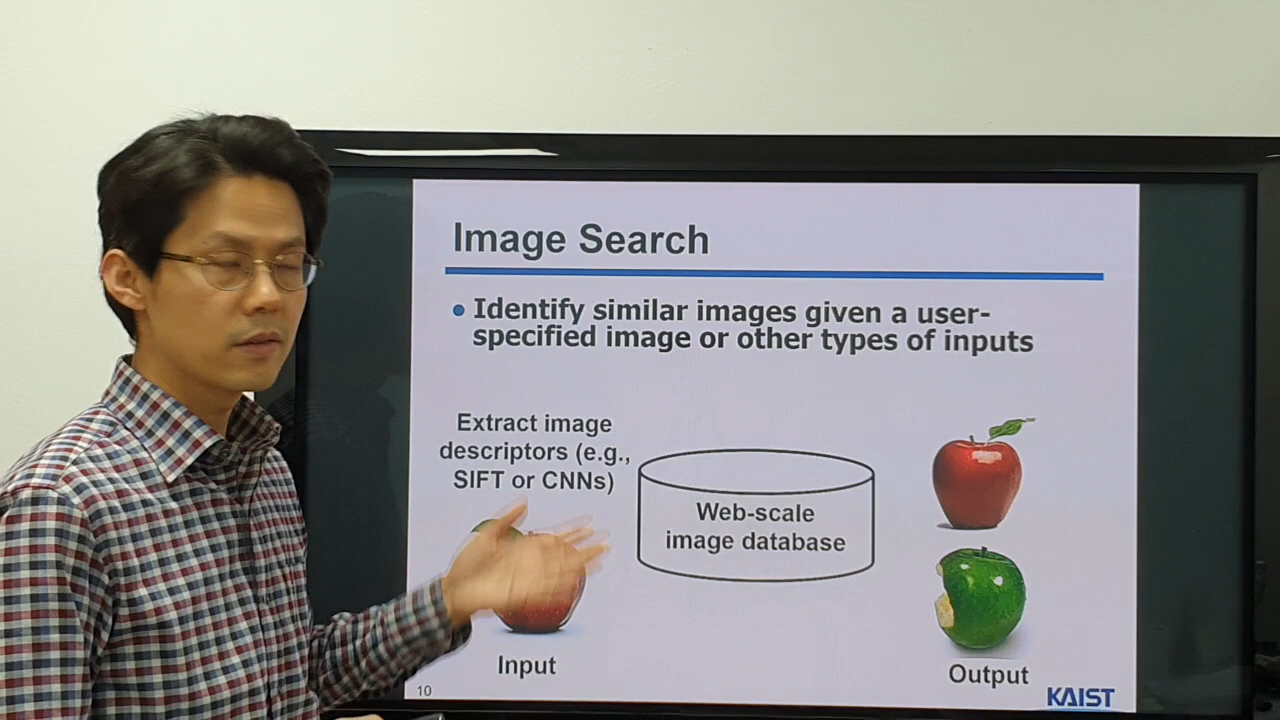 Image Search
• Identify similar images given a user-
specified image or other types of inputs
Extract image
descriptors (e.g.,
SIFT or CNNs)
Web-scale
image database
Input
Output
10
KAIST